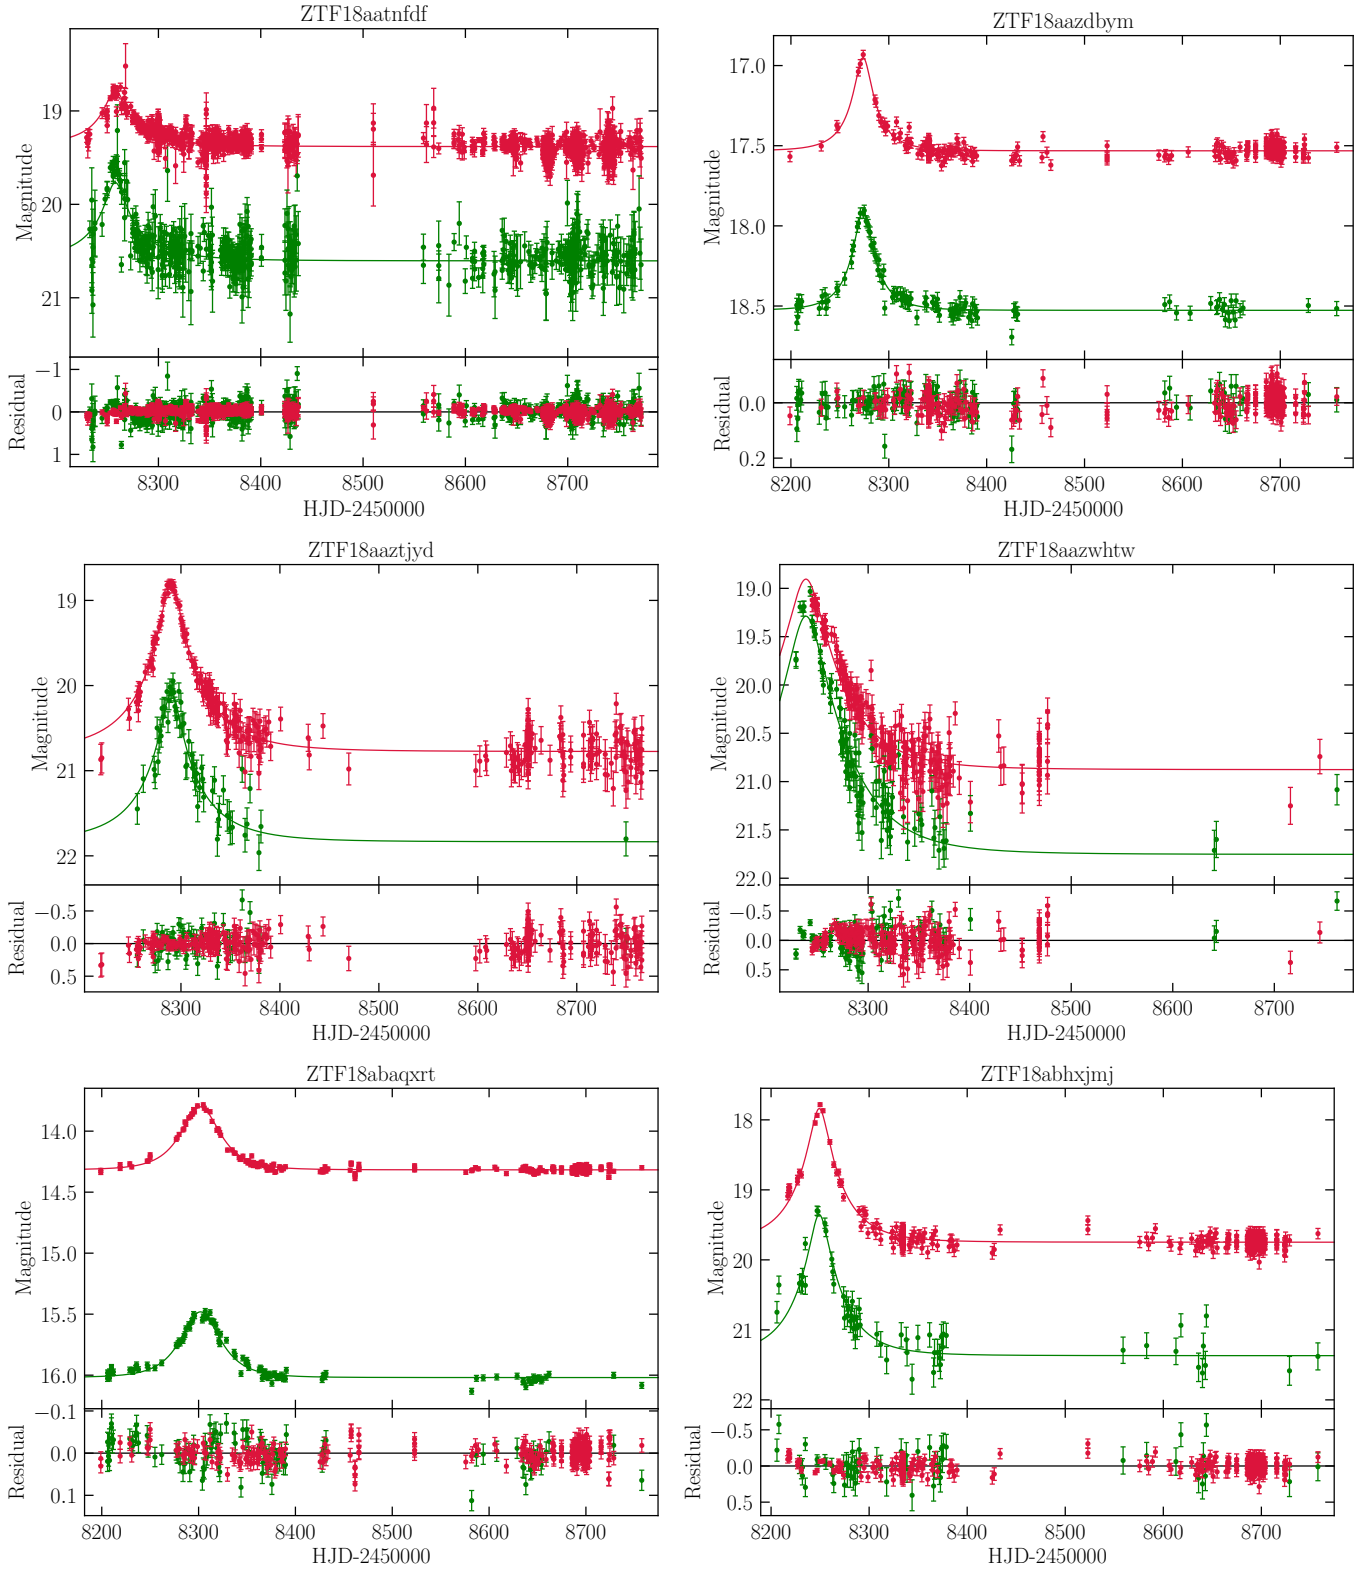 ZTF18aatnfdf
19
20
21
Magnitude
−1
0
1
Residual
8300 8400 8500 8600 8700
HJD-2450000
ZTF18aazdbym
17.0
17.5
18.0
18.5
Magnitude
0.0
0.2
Residual
8200 8300 8400 8500 8600 8700
HJD-2450000
ZTF18aaztjyd
19
20
21
22
Magnitude
−0.5
0.0
0.5
Residual
8300 8400 8500 8600 8700
HJD-2450000
ZTF18aazwhtw
19.0
19.5
20.0
20.5
21.0
21.5
22.0
Magnitude
−0.5
0.0
0.5
Residual
8300 8400 8500 8600 8700
HJD-2450000
ZTF18abaqxrt
14.0
14.5
15.0
15.5
16.0
Magnitude
−0.1
0.0
0.1
Residual
8200 8300 8400 8500 8600 8700
HJD-2450000
ZTF18abhxjmj
18
19
20
21
22
Magnitude
−0.5
0.0
0.5
Residual
8200 8300 8400 8500 8600 8700
HJD-2450000